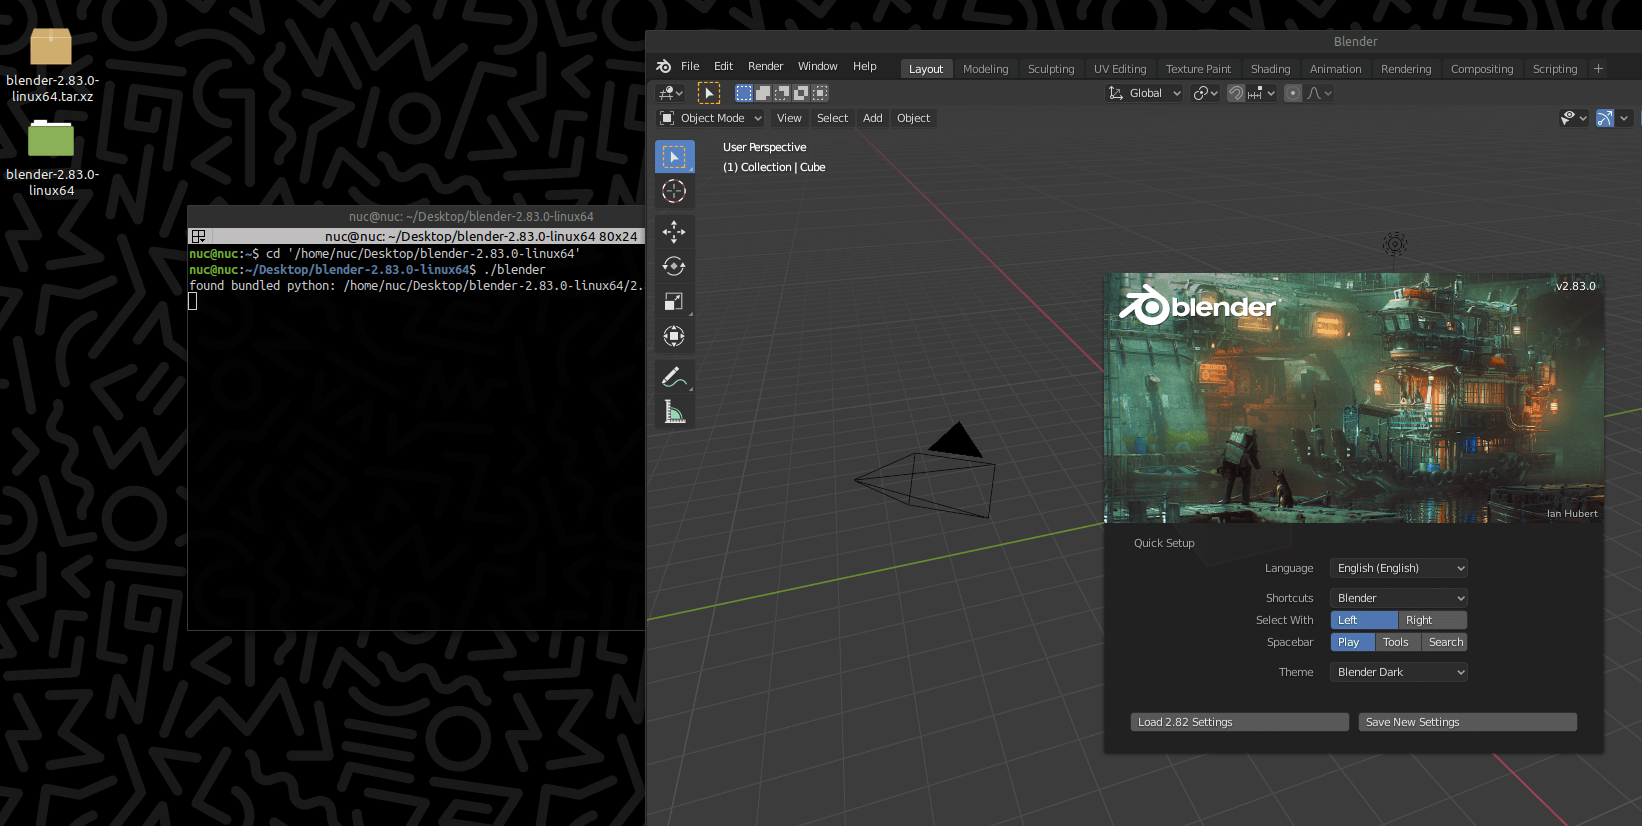 blender-2.83.0-
linux64.tar.xz
blender-2.83.0-
linux64
nuc@nuc: ~/Desktop/blender-2.83.0-linux64
nuc@nuc: ~/Desktop/blender-2.83.0-linux64 80x24
nuc@nuc:~$ cd '/home/nuc/Desktop/blender-2.83.0-linux64'
nuc@nuc:~/Desktop/blender-2.83.0-linux64$ ./blender
found bundled python: /home/nuc/Desktop/blender-2.83.0-linux64/2.
Blender
File Edit Render Window Help Layout Modeling Sculpting UV Editing Texture Paint Shading Animation Rendering Compositing Scripting +
Global
Object Mode View Select Add Object
User Perspective
(1) Collection | Cube
v2.83.0
blender
Ian Hubert
Quick Setup
Language English (English)
Shortcuts Blender
Select With Left Right
Spacebar Play Tools Search
Theme Blender Dark
Load 2.82 Settings Save New Settings